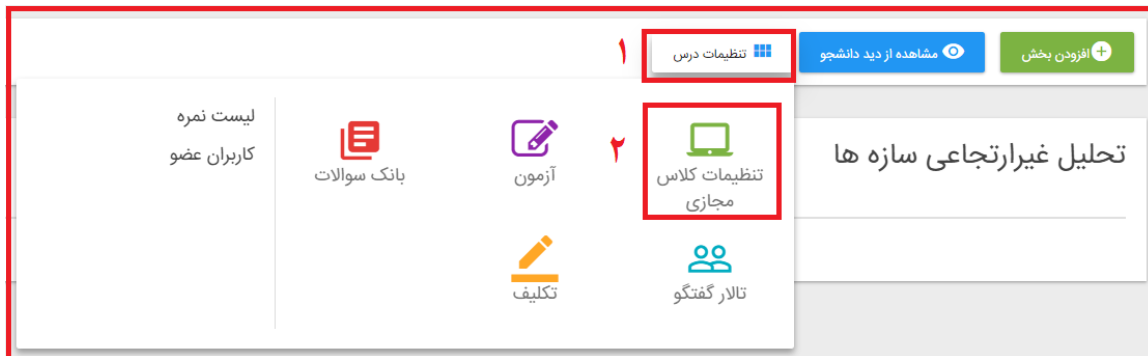 افزودن بخش
مشاهده از دید دانشجو
تنظیمات درس
۱
تحلیل غیرارتجاعی سازه ها
تنظیمات کلاس
مجازی
۲
آزمون
بانک سوالات
تالار گفتگو
تکلیف
لیست نمره
کاربران عضو